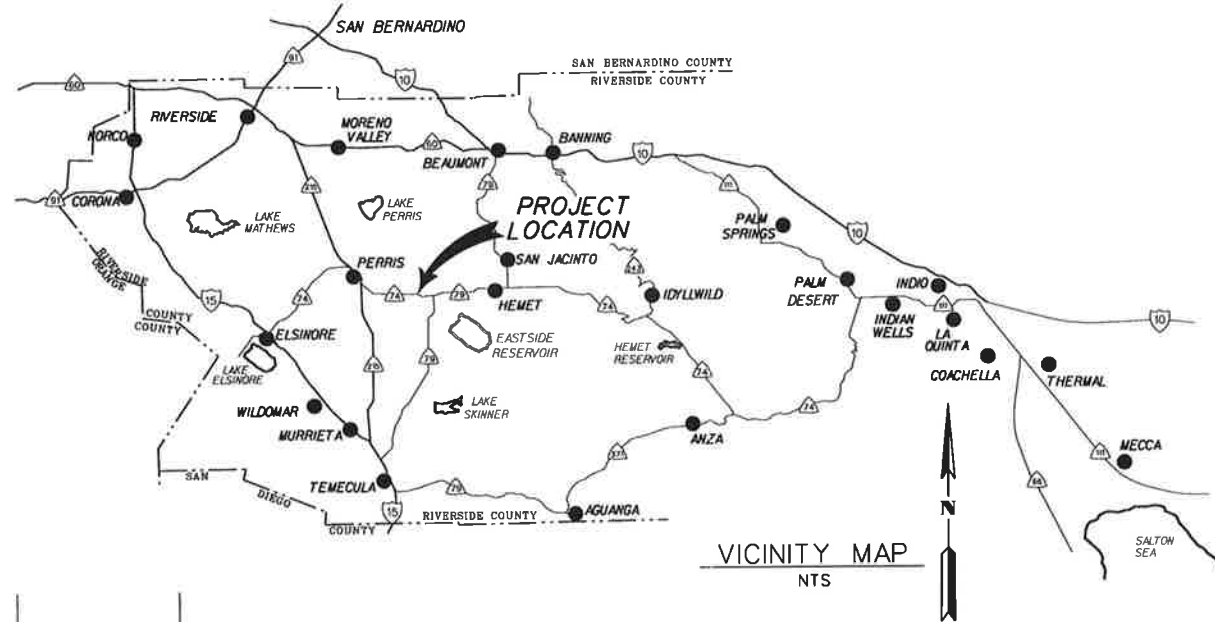 SAN BERNARDINO
91
10
SAN BERNARDINO COUNTY
RIVERSIDE COUNTY
60
RIVERSIDE
NORCO
MORENO
VALLEY
60
BEAUMONT
BANNING
10
10
91
CORONA
215
79
111
LAKE
MATHEWS
LAKE
PERRIS
PROJECT
LOCATION
PALM
SPRINGS
10
RIVERSIDE
ORANGE
COUNTY
COUNTY
15
PERRIS
74
74
79
SAN JACINTO
HEMET
243
IDYLLWILD
74
PALM
DESERT
INDIO
111
INDIAN
WELLS
LA
QUINTA
10
ELSINORE
LAKE
ELSINORE
215
79
EASTSIDE
RESERVOIR
HEMET
RESERVOIR
74
COACHELLA
THERMAL
WILDOMAR
MURRIETA
LAKE
SKINNER
74
ANZA
371
111
MECCA
SAN
DIEGO
COUNTY
TEMECULA
79
15
RIVERSIDE COUNTY
AGUANGA
N
SALTON
SEA
VICINITY MAP
NTS